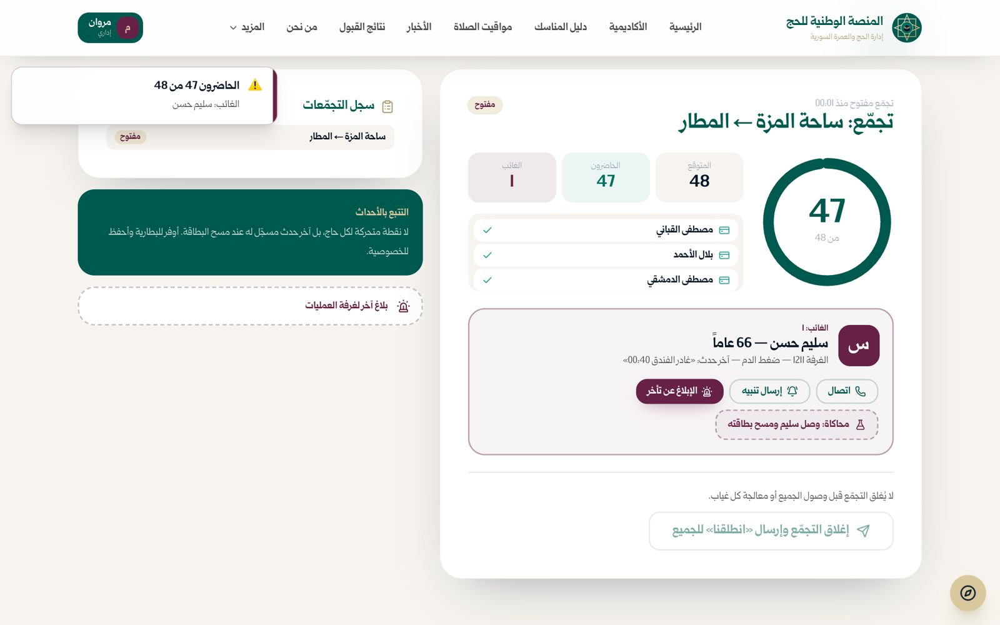 المنصة الوطنية للحج
إدارة الحج والعمرة السورية
الرئيسية
الأكاديمية
دليل المناسك
مواقيت الصلاة
الأخبار
نتائج القبول
من نحن
المزيد
مروان
إداري
م
تجمّع مفتوح منذ 00:01
تجمّع: ساحة المزة ← المطار
مفتوح
47
من 48
المتوقع
48
الحاضرون
47
الغائب
1
مصطفى القباني
بلال الأحمد
مصطفى الدمشقي
س
الغائب: 1
سليم حسن — 66 عاماً
الغرفة 1211 — ضغط الدم — آخر حدث: «غادر الفندق 00:40»
اتصال
إرسال تنبيه
الإبلاغ عن تأخر
محاكاة: وصل سليم ومسح بطاقته
لا يُغلق التجمّع قبل وصول الجميع أو معالجة كل غياب.
إغلاق التجمّع وإرسال «انطلقنا» للجميع
الحاضرون 47 من 48
الغائب: سليم حسن
سجل التجمّعات
ساحة المزة ← المطار
مفتوح
التتبع بالأحداث
لا نقطة متحركة لكل حاج، بل آخر حدث مسجّل له عند مسح البطاقة. أوفر للبطارية وأحفظ
للخصوصية.
بلاغ آخر لغرفة العمليات